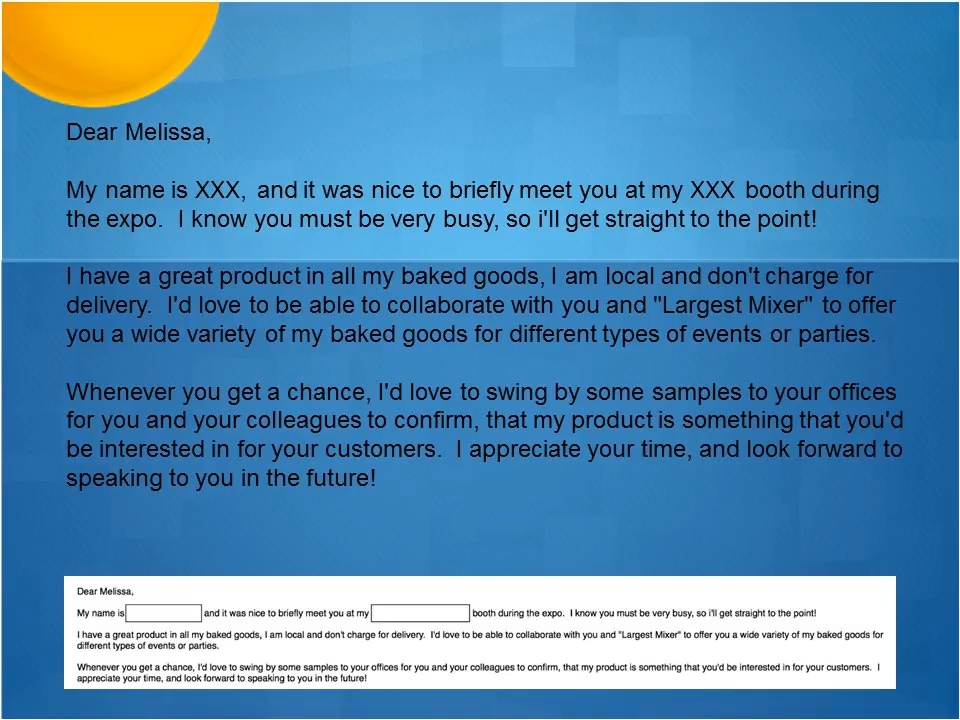 Dear Melissa,
My name is XXX, and it was nice to briefly meet you at my XXX booth during
the expo.  I know you must be very busy, so i'll get straight to the point!
I have a great product in all my baked goods, I am local and don't charge for
delivery.  I'd love to be able to collaborate with you and "Largest Mixer" to offer
you a wide variety of my baked goods for different types of events or parties.
Whenever you get a chance, I'd love to swing by some samples to your offices
for you and your colleagues to confirm, that my product is something that you'd
be interested in for your customers.  I appreciate your time, and look forward to
speaking to you in the future!
Dear Melissa,
My name is and it was nice to briefly meet you at my booth during the expo.  I know you must be very busy, so i'll get straight to the point!
I have a great product in all my baked goods, I am local and don't charge for delivery.  I'd love to be able to collaborate with you and "Largest Mixer" to offer you a wide variety of my baked goods for
different types of events or parties.
Whenever you get a chance, I'd love to swing by some samples to your offices for you and your colleagues to confirm, that my product is something that you'd be interested in for your customers.  I
appreciate your time, and look forward to speaking to you in the future!